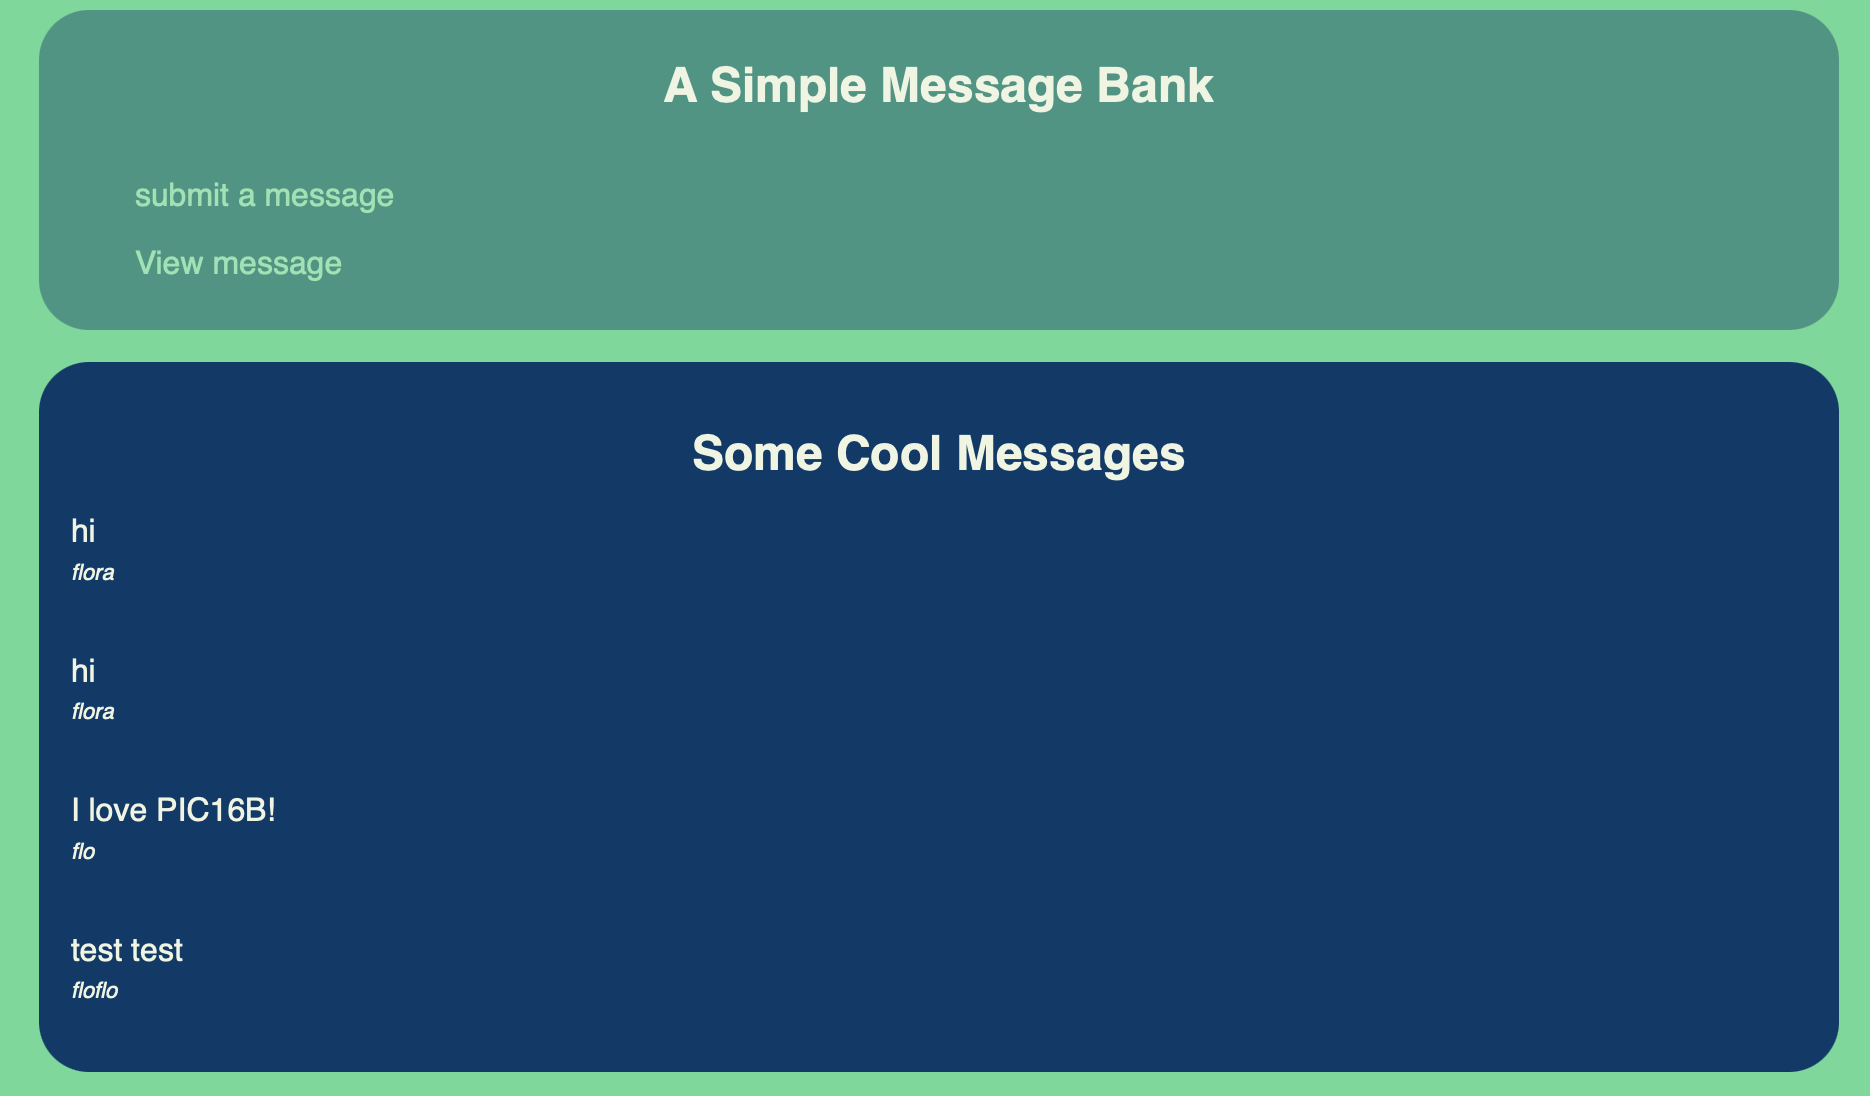 A Simple Message Bank
submit a message
View message
Some Cool Messages
hi
flora
hi
flora
I love PIC16B!
flo
test test
floflo